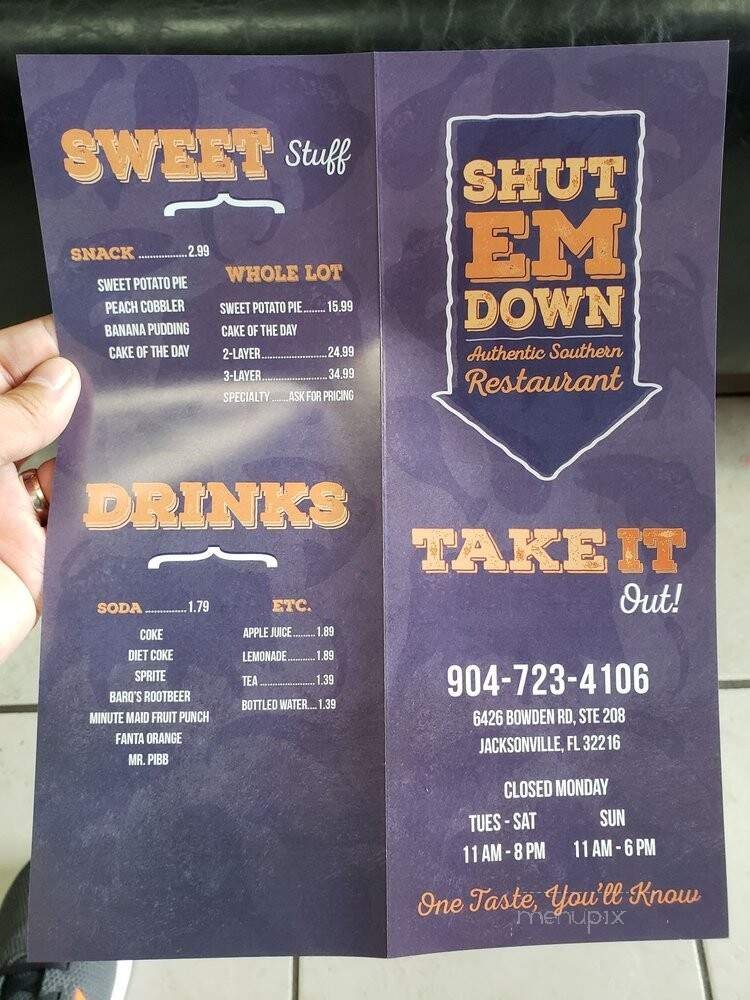 SWEET Stuff
SNACK ................. 2.99
SWEET POTATO PIE
PEACH COBBLER
BANANA PUDDING
CAKE OF THE DAY
WHOLE LOT
SWEET POTATO PIE........ 15.99
CAKE OF THE DAY
2-LAYER........................ 24.99
3-LAYER........................ 34.99
SPECIALTY ......ASK FOR PRICING
DRINKS
SODA ............... 1.79
COKE
DIET COKE
SPRITE
BARQ'S ROOTBEER
MINUTE MAID FRUIT PUNCH
FANTA ORANGE
MR. PIBB
ETC.
APPLE JUICE.........1.89
LEMONADE...........1.89
TEA ......................1.39
BOTTLED WATER....1.39
SHUT
EM
DOWN
Authentic Southern
Restaurant
TAKE IT
Out!
904-723-4106
6426 BOWDEN RD, STE 208
JACKSONVILLE, FL 32216
CLOSED MONDAY
TUES - SAT
11 AM - 8 PM
SUN
11 AM - 6 PM
One Taste, You'll Know
menupix